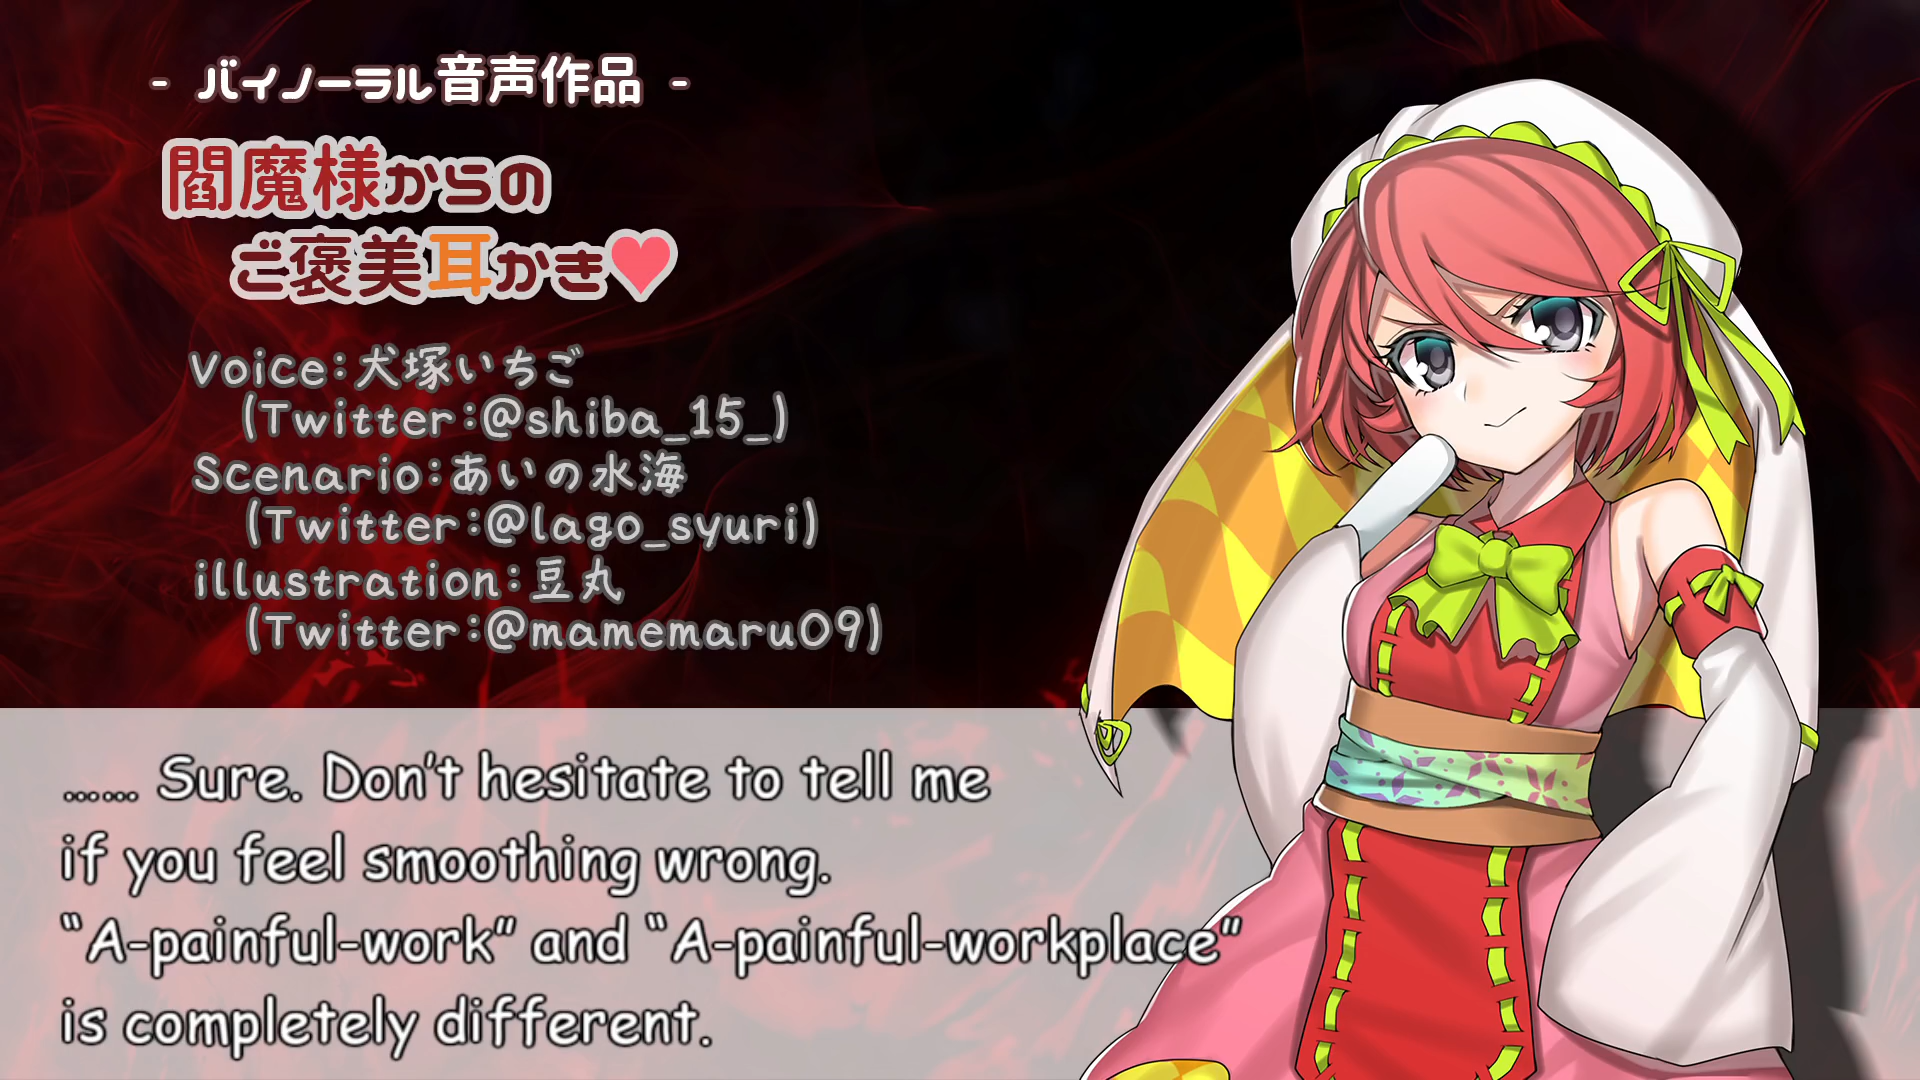 - バイノーラル音声作品 -
閻魔様からの
ご褒美耳かき♥
Voice:犬塚いちご
(Twitter:@shiba_15_)
Scenario:あいの水海
(Twitter:@lago_syuri)
illustration:豆丸
(Twitter:@mamemaru09)
…… Sure. Don't hesitate to tell me
if you feel smoothing wrong.
“A-painful-work” and “A-painful-workplace”
is completely different.